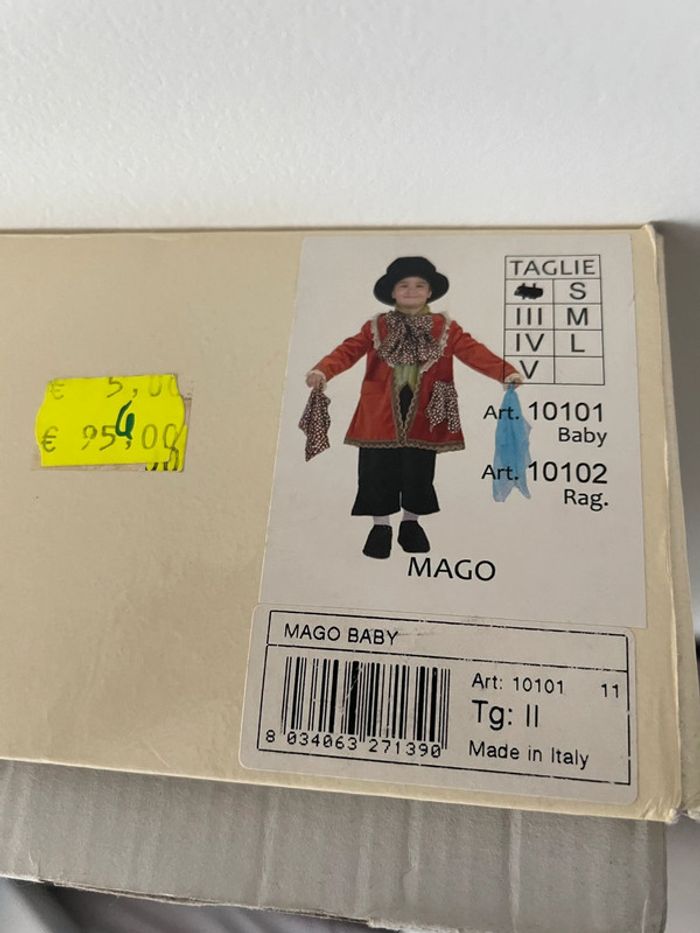 TAGLIE
S
III M
IV L
V
Art. 10101
Baby
Art. 10102
Rag.
MAGO
€ 5,00
€ 95,00
6
MAGO BABY
Art: 10101 11
Tg: II
Made in Italy
8 034063 271390